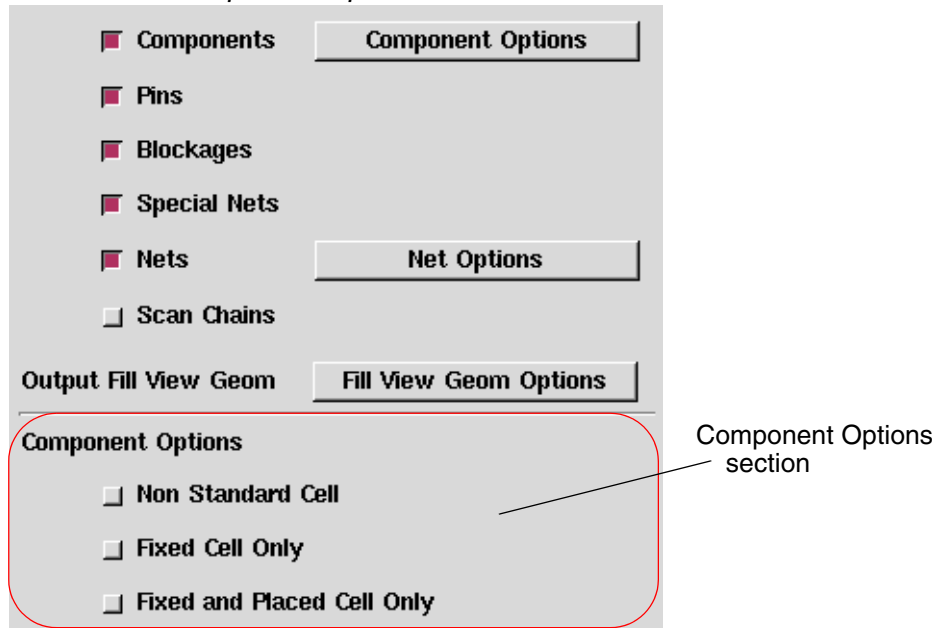 Components Component Options
Pins
Blockages
Special Nets
Nets Net Options
Scan Chains
Output Fill View Geom Fill View Geom Options
Component Options
Non Standard Cell
Fixed Cell Only
Fixed and Placed Cell Only
Component Options
section